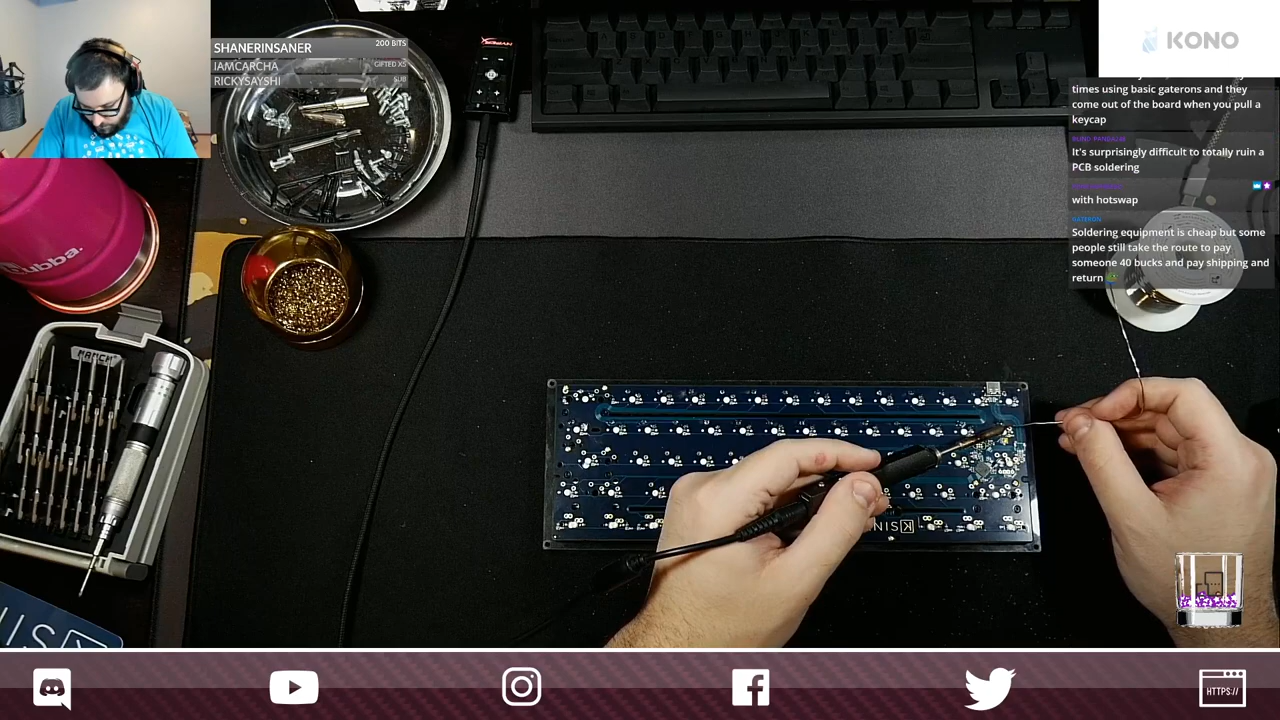 SHANERINSANER 200 BITS
IAMCARCHA GIFTED X5
RICKYSAYSHI SUB
KONO
times using basic gaterons and they
come out of the board when you pull a
keycap
It's surprisingly difficult to totally ruin a
PCB soldering
with hotswap
Soldering equipment is cheap but some
people still take the route to pay
someone 40 bucks and pay shipping and
return
bubba.
HTTP://